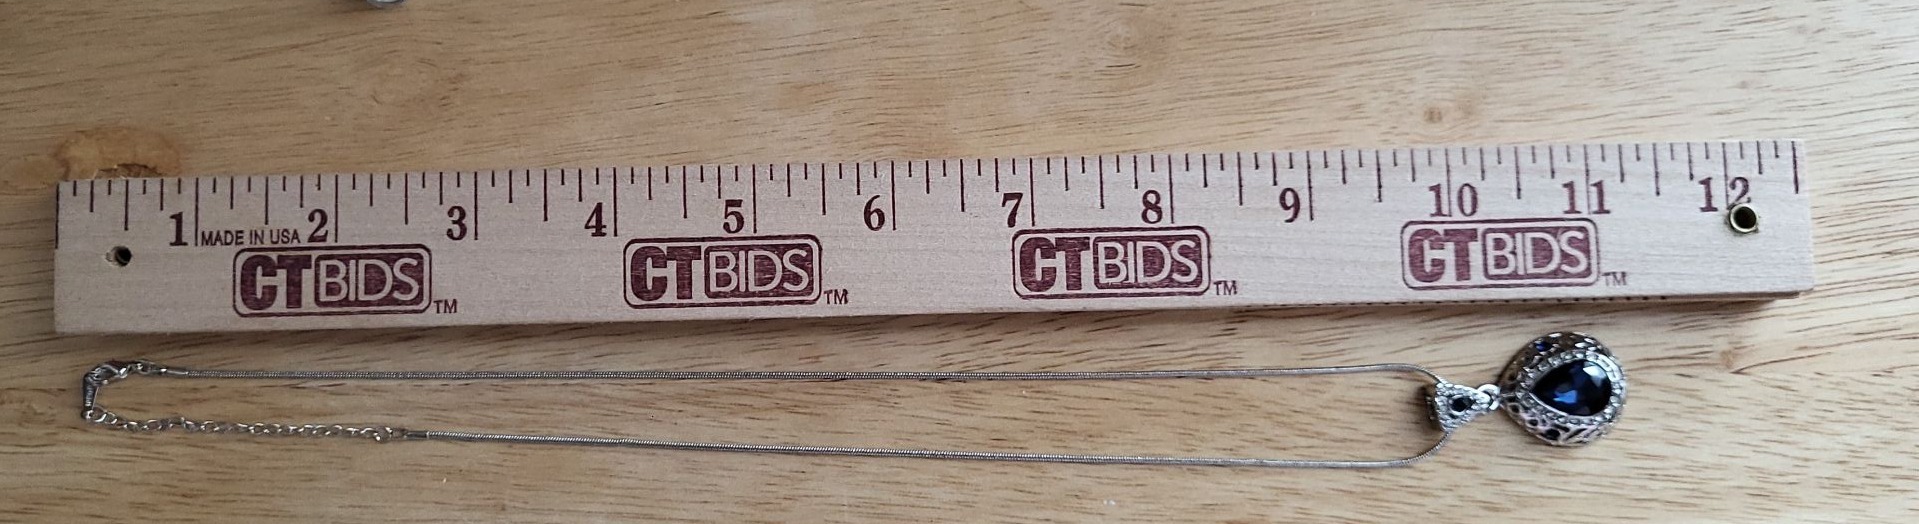 1 2 3 4 5 6 7 8 9 10 11 12
MADE IN USA
CTBIDS TM CTBIDS TM CTBIDS TM CTBIDS TM